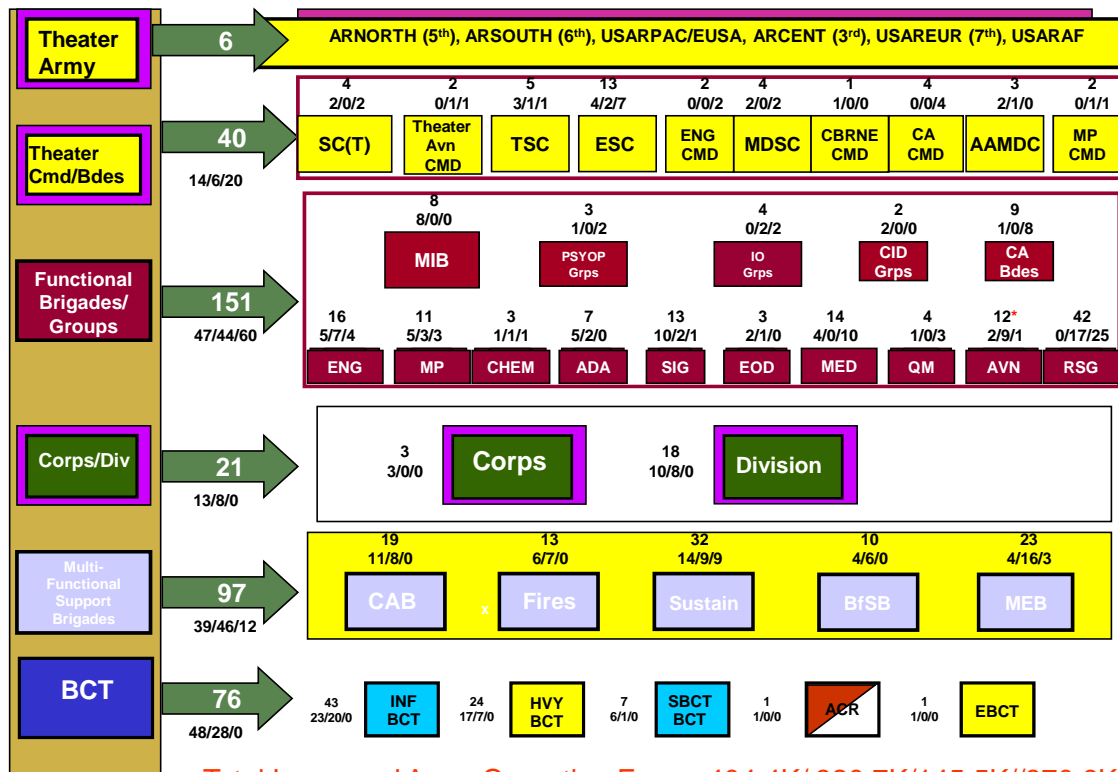 Theater
Army
6
ARNORTH (5th), ARSOUTH (6th), USARPAC/EUSA, ARCENT (3rd), USAREUR (7th), USARAF
Theater
Cmd/Bdes
40
14/6/20
4
2/0/2
SC(T)
2
0/1/1
Theater
Avn
CMD
5
3/1/1
TSC
13
4/2/7
ESC
2
0/0/2
ENG
CMD
4
2/0/2
MDSC
1
1/0/0
CBRNE
CMD
4
0/0/4
CA
CMD
3
2/1/0
AAMDC
2
0/1/1
MP
CMD
Functional
Brigades/
Groups
151
47/44/60
8
8/0/0
MIB
3
1/0/2
PSYOP
Grps
4
0/2/2
IO
Grps
2
2/0/0
CID
Grps
9
1/0/8
CA
Bdes
16
5/7/4
ENG
11
5/3/3
MP
3
1/1/1
CHEM
7
5/2/0
ADA
13
10/2/1
SIG
3
2/1/0
EOD
14
4/0/10
MED
4
1/0/3
QM
12*
2/9/1
AVN
42
0/17/25
RSG
Corps/Div
21
13/8/0
3
3/0/0
Corps
18
10/8/0
Division
Multi-
Functional
Support
Brigades
97
39/46/12
19
11/8/0
CAB
x
13
6/7/0
Fires
32
14/9/9
Sustain
10
4/6/0
BfSB
23
4/16/3
MEB
BCT
76
48/28/0
43
23/20/0
INF
BCT
24
17/7/0
HVY
BCT
7
6/1/0
SBCT
BCT
1
1/0/0
ACR
1
1/0/0
EBCT